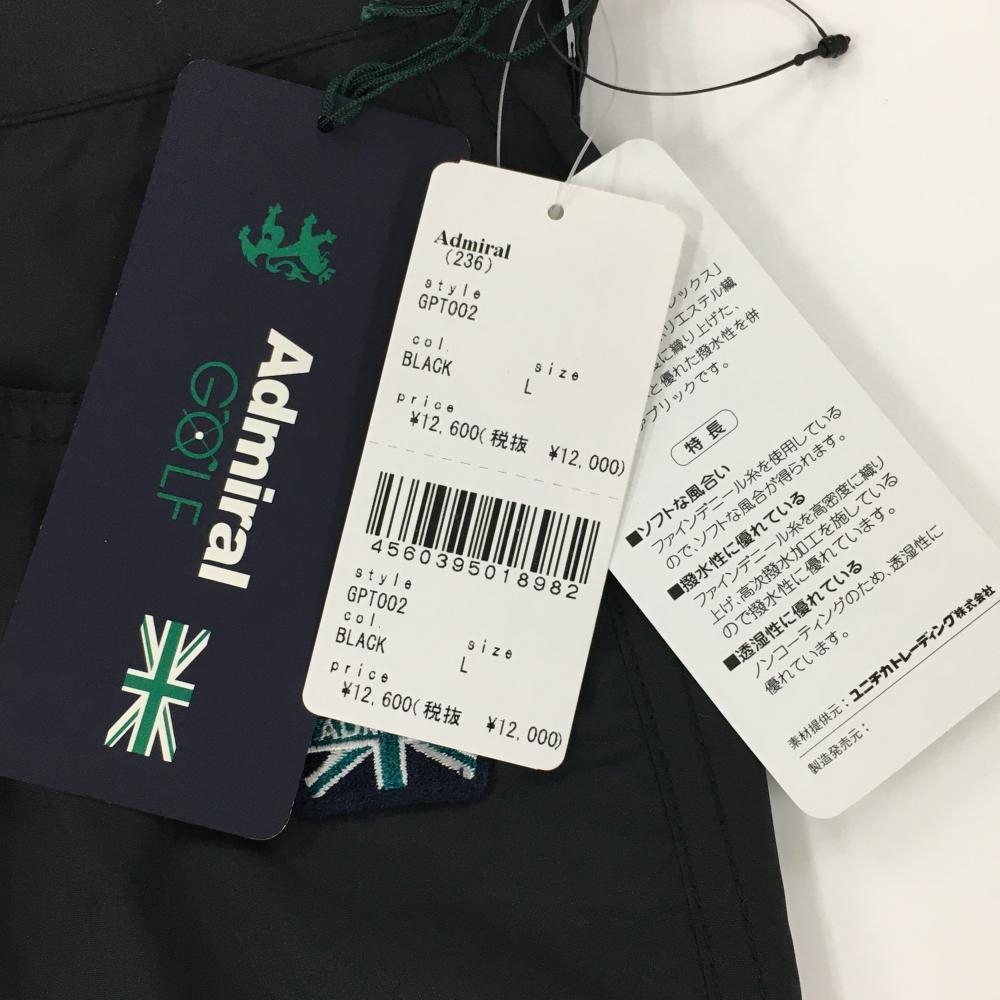 Admiral
GOLF
Admiral
(236)
style
GPT002
col.
BLACK
size
L
price
¥12,600(税抜 ¥12,000)
4560395018982
style
GPT002
col.
BLACK
size
L
price
¥12,600(税抜 ¥12,000)
ックス」
リエステル繊
に織り上げた、
と優れた撥水性を併
ブリックです。
特長
■ソフトな風合い
ファインデニール糸を使用している
ので、ソフトな風合が得られます。
■撥水性に優れている
ファインデニール糸を高密度に織り
上げ、高次撥水加工を施している
ので撥水性に優れています。
■透湿性に優れている
ノンコーティングのため、透湿性に
優れています。
素材提供元：ユニチカトレーディング株式会社
製造発売元：